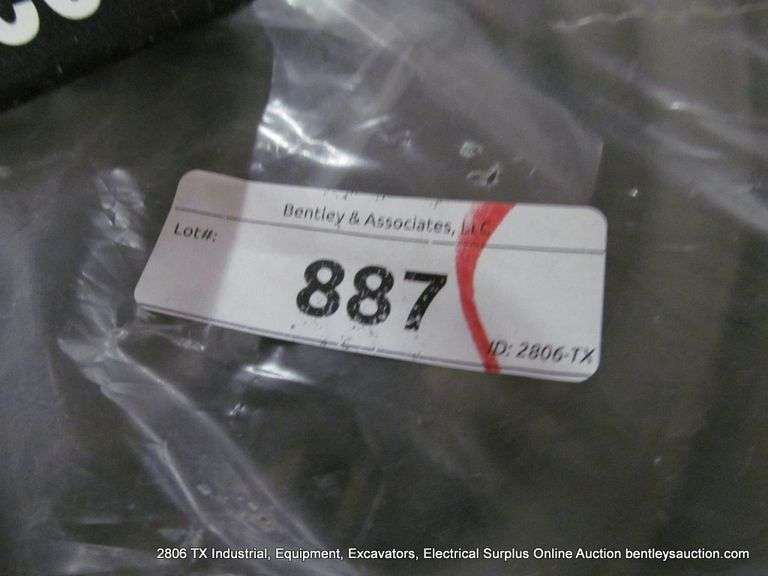 Bentley & Associates, LLC
Lot#:
887
ID: 2806-TX
2806 TX Industrial, Equipment, Excavators, Electrical Surplus Online Auction bentleysauction.com